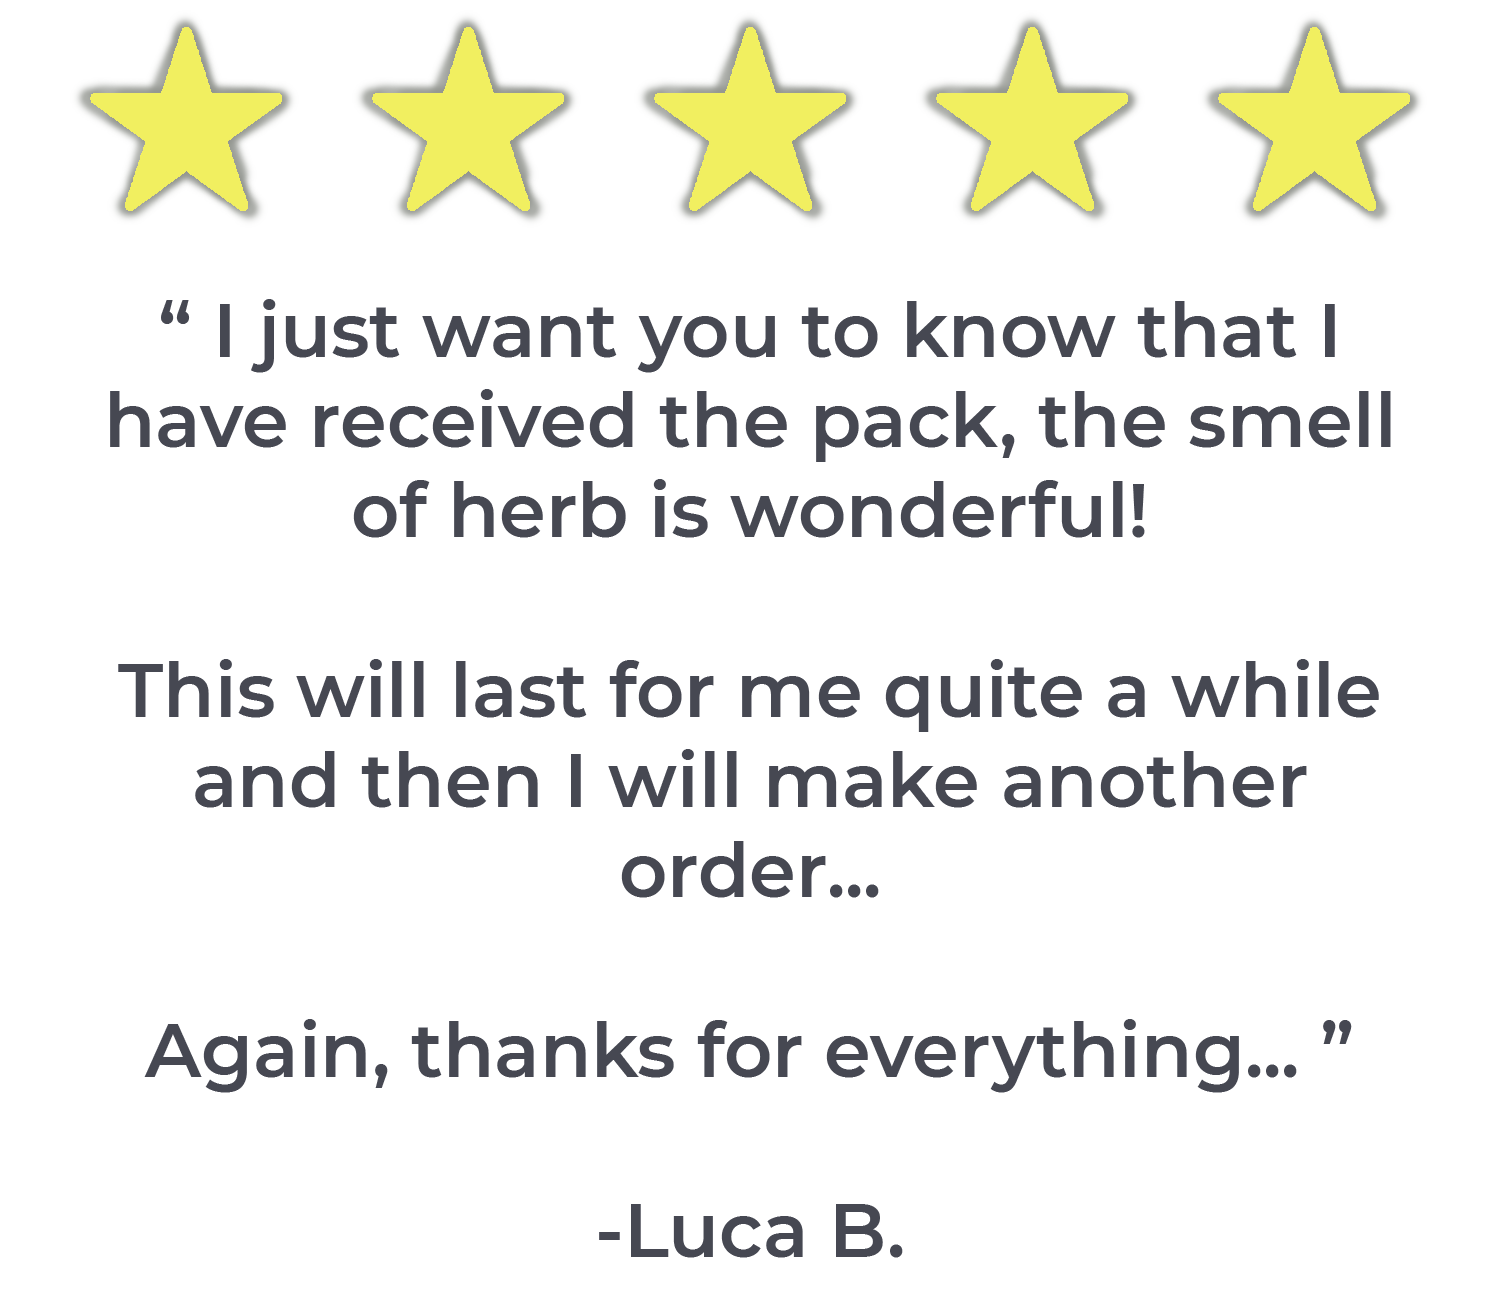 “ I just want you to know that I
have received the pack, the smell
of herb is wonderful!
This will last for me quite a while
and then I will make another
order...
Again, thanks for everything... ”
-Luca B.